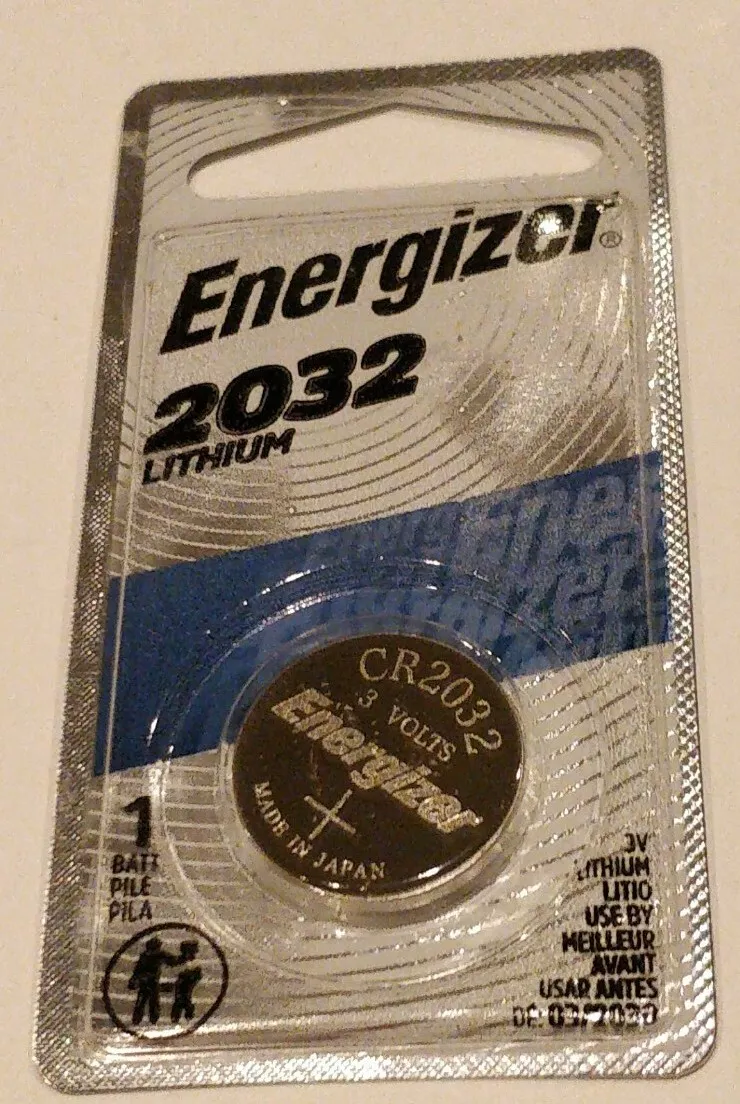 Energizer®
2032
LITHIUM
CR2032
3 VOLTS
Energizer
+
MADE IN JAPAN
1
BATT
PILE
PILA
3V
LITHIUM
LITIO
USE BY
MEILLEUR
AVANT
USAR ANTES
DE: